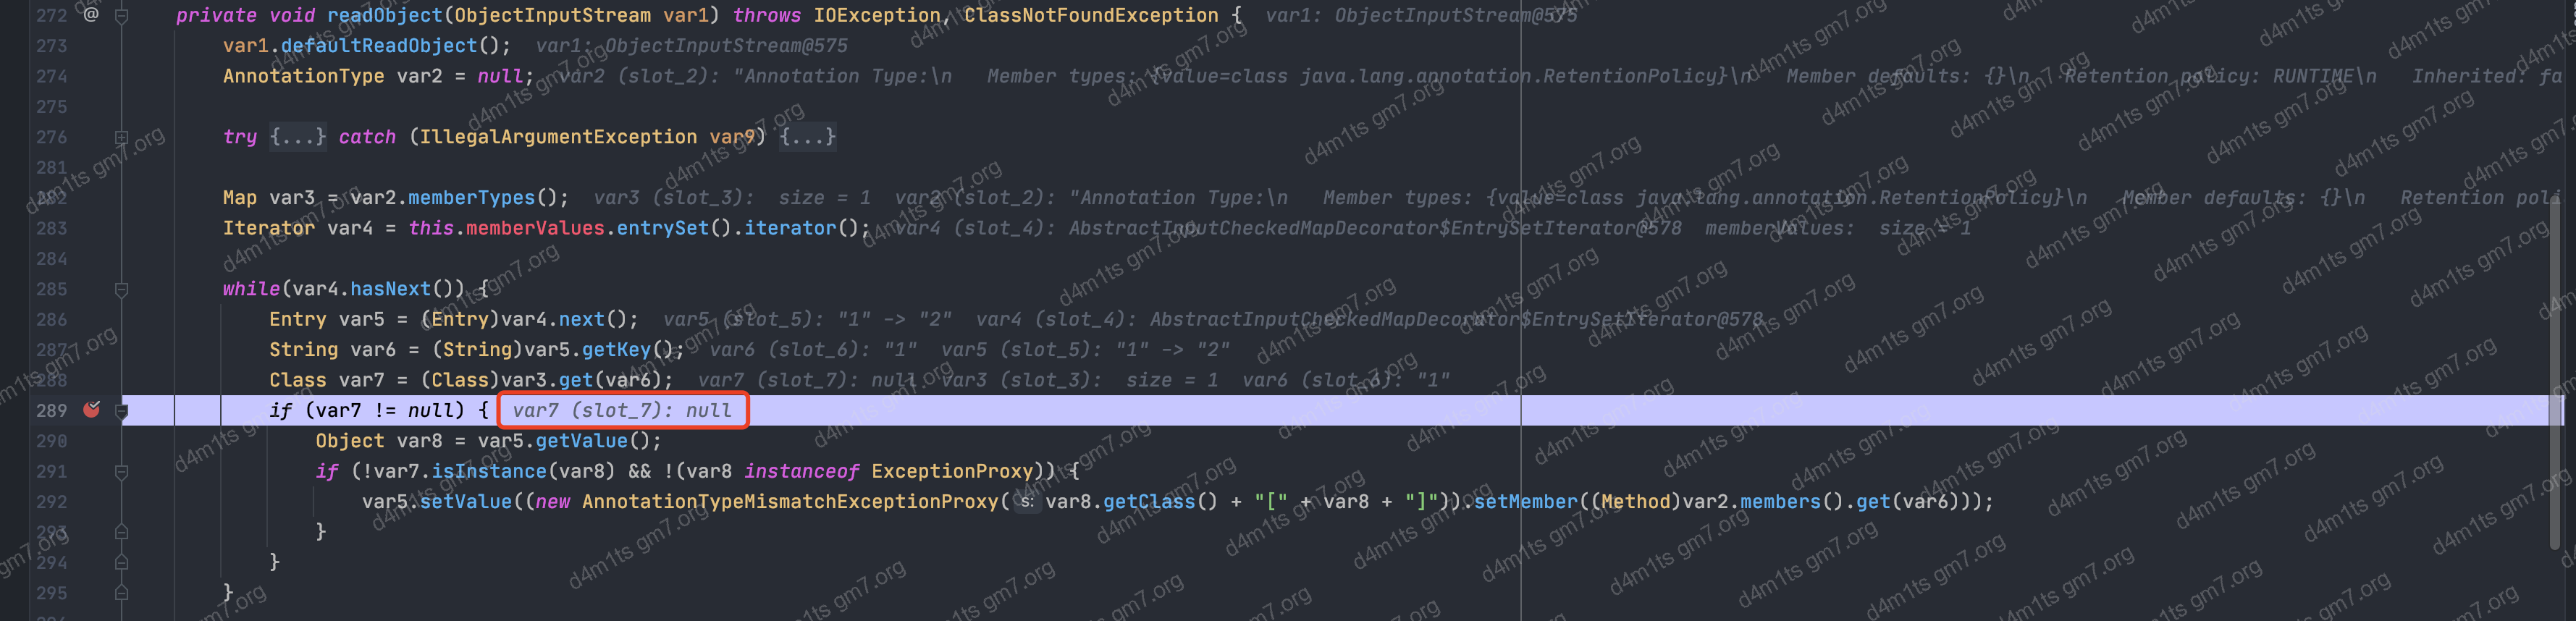 272 @ private void readObject(ObjectInputStream var1) throws IOException, ClassNotFoundException {  var1: ObjectInputStream@575
273 var1.defaultReadObject();  var1: ObjectInputStream@575
274 AnnotationType var2 = null;  var2 (slot_2): "Annotation Type:\n   Member types: {value=class java.lang.annotation.RetentionPolicy}\n   Member defaults: {}\n   Retention policy: RUNTIME\n   Inherited: fa
275
276 try {...} catch (IllegalArgumentException var9) {...}
281
282 Map var3 = var2.memberTypes();  var3 (slot_3):  size = 1  var2 (slot_2): "Annotation Type:\n   Member types: {value=class java.lang.annotation.RetentionPolicy}\n   Member defaults: {}\n   Retention poli
283 Iterator var4 = this.memberValues.entrySet().iterator();  var4 (slot_4): AbstractInputCheckedMapDecorator$EntrySetIterator@578  memberValues:  size = 1
284
285 while(var4.hasNext()) {
286 Entry var5 = (Entry)var4.next();  var5 (slot_5): "1" -> "2"  var4 (slot_4): AbstractInputCheckedMapDecorator$EntrySetIterator@578
287 String var6 = (String)var5.getKey();  var6 (slot_6): "1"  var5 (slot_5): "1" -> "2"
288 Class var7 = (Class)var3.get(var6);  var7 (slot_7): null  var3 (slot_3):  size = 1  var6 (slot_6): "1"
289 if (var7 != null) {  var7 (slot_7): null
290 Object var8 = var5.getValue();
291 if (!var7.isInstance(var8) && !(var8 instanceof ExceptionProxy)) {
292 var5.setValue((new AnnotationTypeMismatchExceptionProxy( s: var8.getClass() + "[" + var8 + "]")).setMember((Method)var2.members().get(var6)));
293 }
294 }
295 }
d4m1ts gm7.org